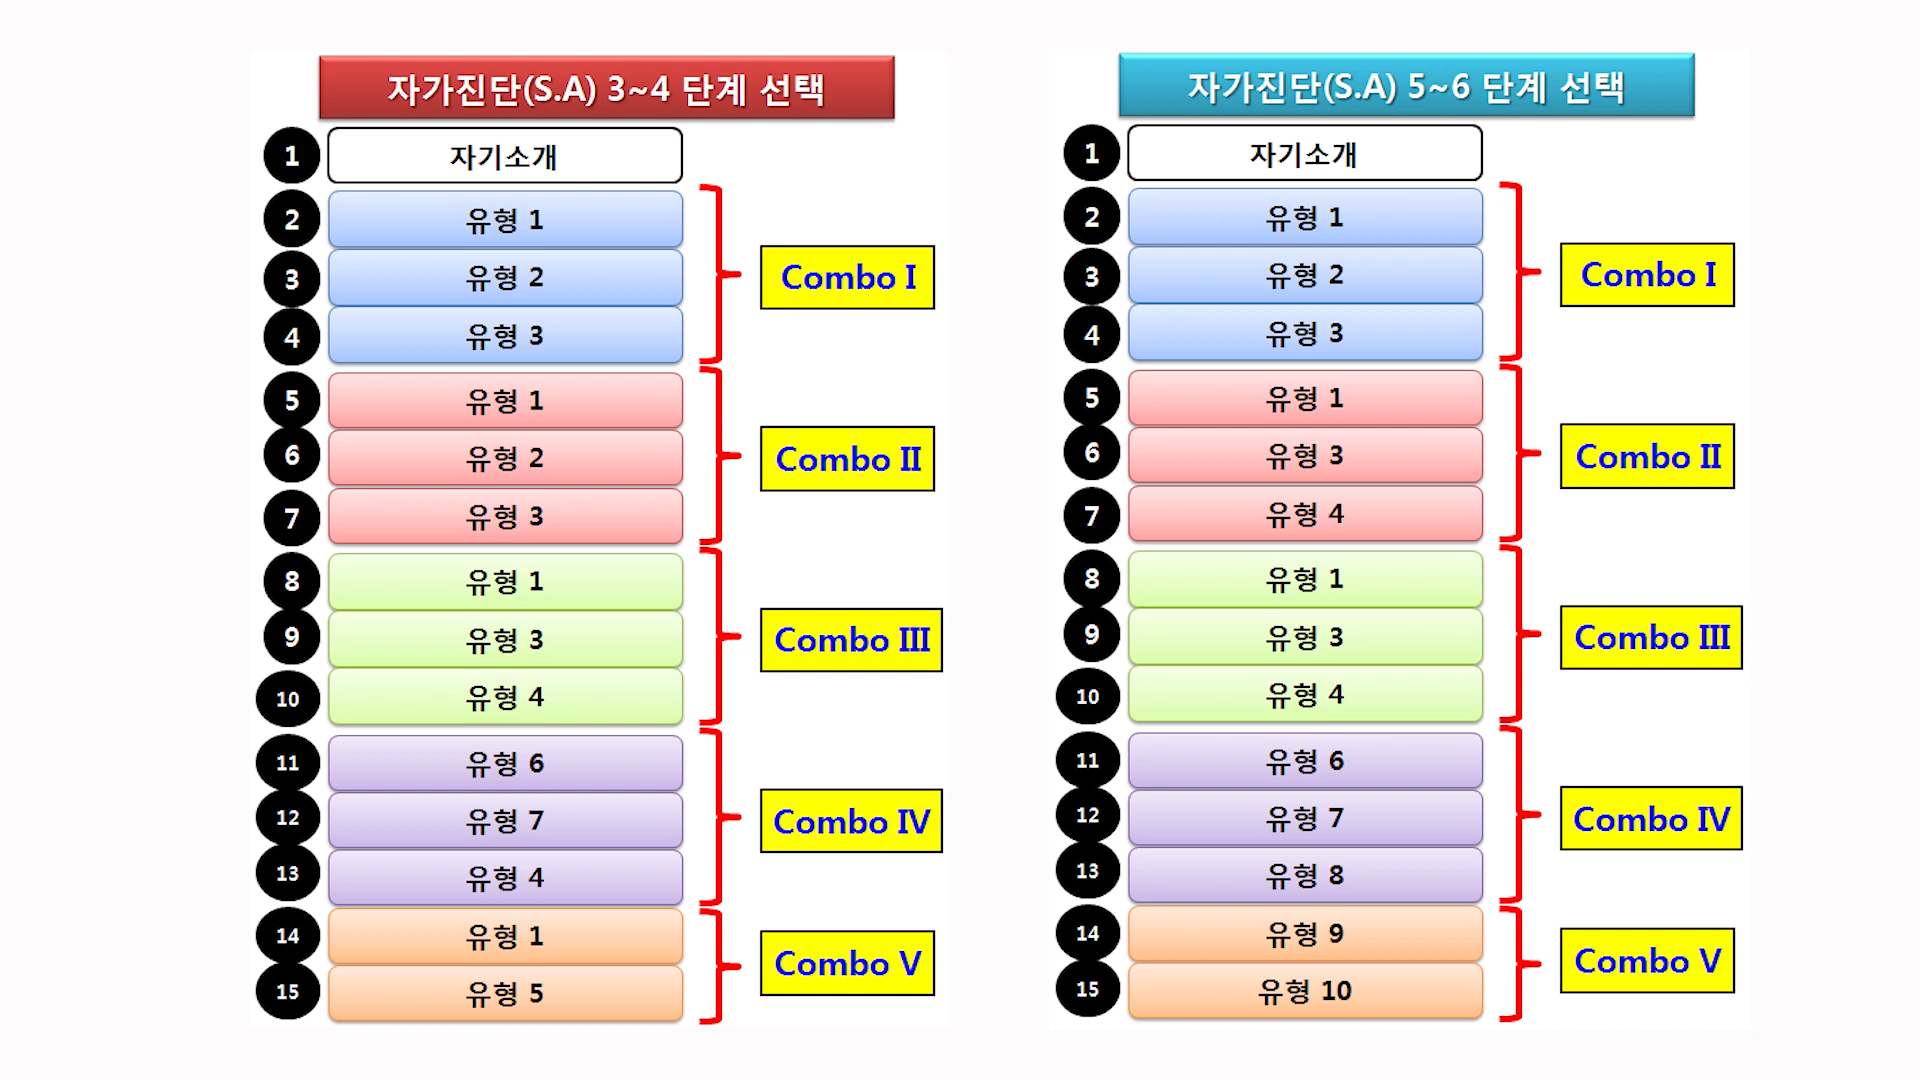 자가진단(S.A) 3~4 단계 선택
1 자기소개
2 유형 1
3 유형 2
4 유형 3
Combo I
5 유형 1
6 유형 2
7 유형 3
Combo II
8 유형 1
9 유형 3
10 유형 4
Combo III
11 유형 6
12 유형 7
13 유형 4
Combo IV
14 유형 1
15 유형 5
Combo V
자가진단(S.A) 5~6 단계 선택
1 자기소개
2 유형 1
3 유형 2
4 유형 3
Combo I
5 유형 1
6 유형 3
7 유형 4
Combo II
8 유형 1
9 유형 3
10 유형 4
Combo III
11 유형 6
12 유형 7
13 유형 8
Combo IV
14 유형 9
15 유형 10
Combo V